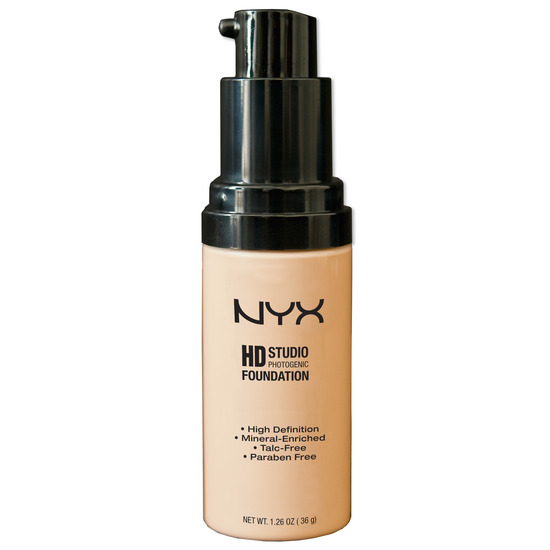 NYX
HD STUDIO
PHOTOGENIC
FOUNDATION
• High Definition
• Mineral-Enriched
• Talc-Free
• Paraben Free
NET WT. 1.26 OZ ( 36 g )